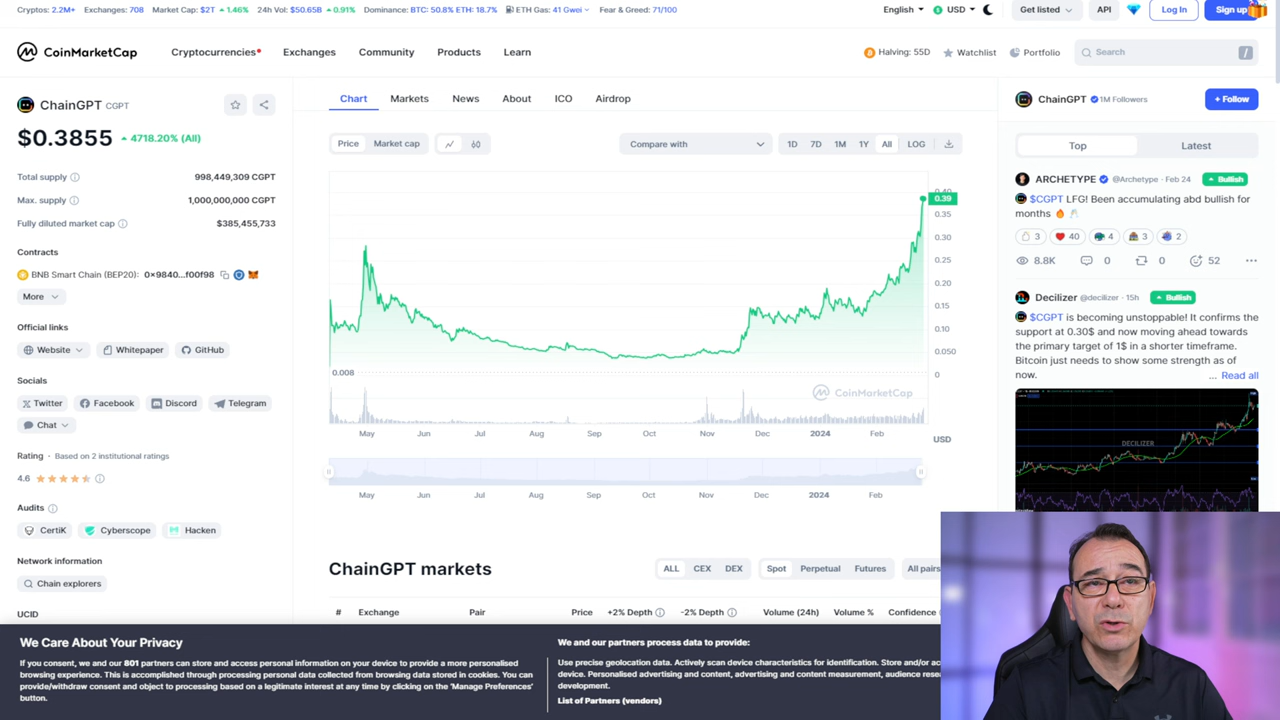 Cryptos: 2.2M+ Exchanges: 708 Market Cap: $2T 1.46% 24h Vol: $50.65B 0.91% Dominance: BTC: 50.8% ETH: 18.7% ETH Gas: 41 Gwei Fear & Greed: 71/100
English USD Get listed API Log In Sign up
CoinMarketCap Cryptocurrencies Exchanges Community Products Learn
Halving: 55D Watchlist Portfolio Search /
ChainGPT CGPT
$0.3855 4718.20% (All)
Total supply 998,449,309 CGPT
Max. supply 1,000,000,000 CGPT
Fully diluted market cap $385,455,733
Contracts
BNB Smart Chain (BEP20): 0×9840...f00f98
More
Official links
Website Whitepaper GitHub
Socials
Twitter Facebook Discord Telegram
Chat
Rating · Based on 2 institutional ratings
4.6
Audits
CertiK Cyberscope Hacken
Network information
Chain explorers
UCID
Chart Markets News About ICO Airdrop
Price Market cap Compare with 1D 7D 1M 1Y All LOG
0.40
0.39
0.35
0.30
0.25
0.20
0.15
0.10
0.050
0
0.008
CoinMarketCap
May Jun Jul Aug Sep Oct Nov Dec 2024 Feb
USD
May Jun Jul Aug Sep Oct Nov Dec 2024 Feb
ChainGPT markets
ALL CEX DEX Spot Perpetual Futures All pairs
# Exchange Pair Price +2% Depth -2% Depth Volume (24h) Volume % Confidence
ChainGPT 1M Followers + Follow
Top Latest
ARCHETYPE @Archetype · Feb 24 Bullish
$CGPT LFG! Been accumulating abd bullish for
months
3 40 4 3 2
8.8K 0 0 52 ...
Decilizer @decilizer · 15h Bullish
$CGPT is becoming unstoppable! It confirms the
support at 0.30$ and now moving ahead towards
the primary target of 1$ in a shorter timeframe.
Bitcoin just needs to show some strength as of
now. ... Read all
DECILIZER
We Care About Your Privacy
If you consent, we and our 801 partners can store and access personal information on your device to provide a more personalised
browsing experience. This is accomplished through processing personal data collected from browsing data stored in cookies. You can
provide/withdraw consent and object to processing based on a legitimate interest at any time by clicking on the 'Manage Preferences'
button.
We and our partners process data to provide:
Use precise geolocation data. Actively scan device characteristics for identification. Store and/or ac
device. Personalised advertising and content, advertising and content measurement, audience rese
development.
List of Partners (vendors)